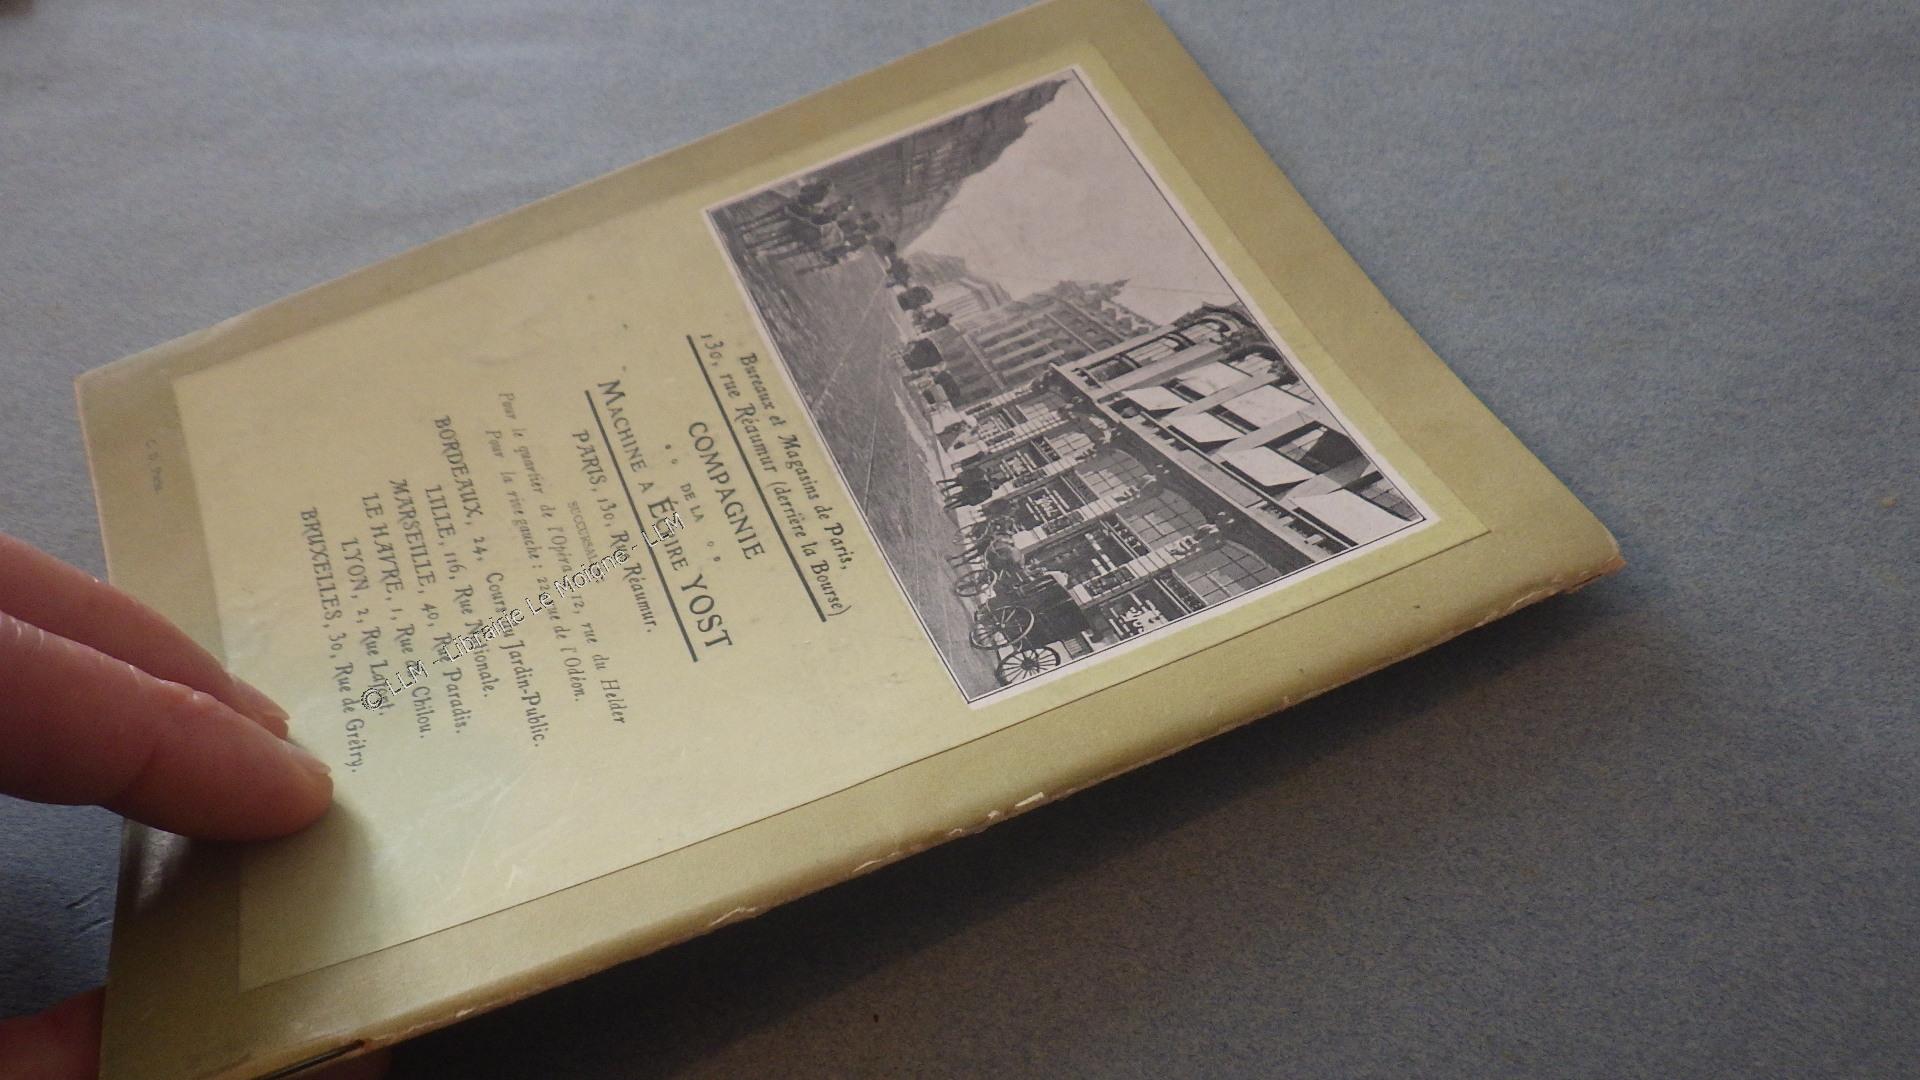 Bureaux et Magasins de Paris,
130, rue Réaumur (derrière la Bourse)
COMPAGNIE
DE LA
MACHINE A ÉCRIRE YOST
PARIS, 130, Rue Réaumur.
SUCCURSALES
Pour le quartier de l'Opéra: 12, rue du Helder
Pour la rive gauche: 22, rue de l'Odéon.
BORDEAUX, 24, Cours du Jardin-Public.
LILLE, 116, Rue Nationale.
MARSEILLE, 40, Rue Paradis.
LE HAVRE, 1, Rue de Chilou.
LYON, 2, Rue Lafont.
BRUXELLES, 30, Rue de Grétry.
© LLM - Librairie Le Moigne - LLM